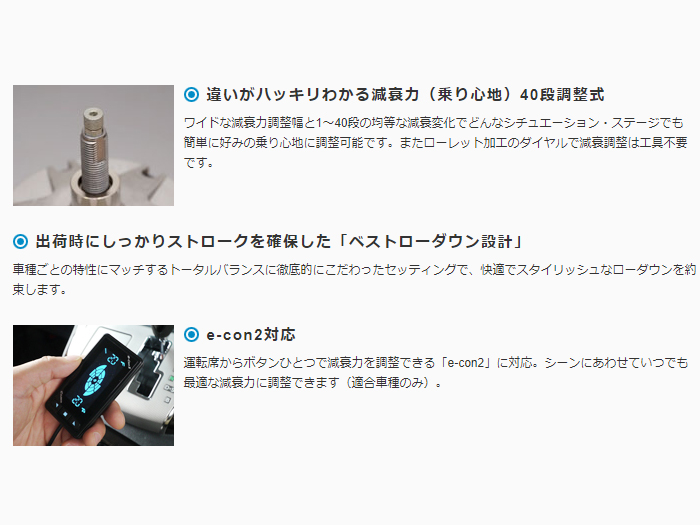 違いがハッキリわかる減衰力（乗り心地）40段調整式
ワイドな減衰力調整幅と1～40段の均等な減衰変化でどんなシチュエーション・ステージでも
簡単に好みの乗り心地に調整可能です。またローレット加工のダイヤルで減衰調整は工具不要
です。
出荷時にしっかりストロークを確保した「ベストローダウン設計」
車種ごとの特性にマッチするトータルバランスに徹底的にこだわったセッティングで、快適でスタイリッシュなローダウンを約
束します。
e-con2対応
運転席からボタンひとつで減衰力を調整できる「e-con2」に対応。シーンにあわせていつでも
最適な減衰力に調整できます（適合車種のみ）。